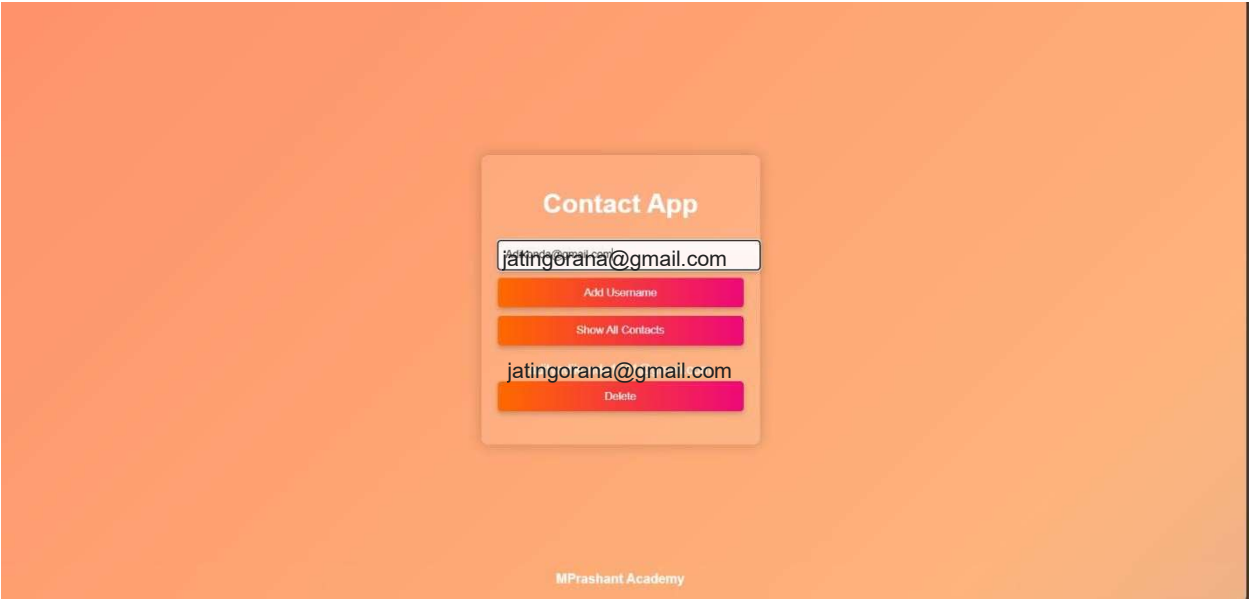 Contact App
jatingorana@gmail.com
Add Username
Show All Contacts
jatingorana@gmail.com
Delete
MPrashant Academy